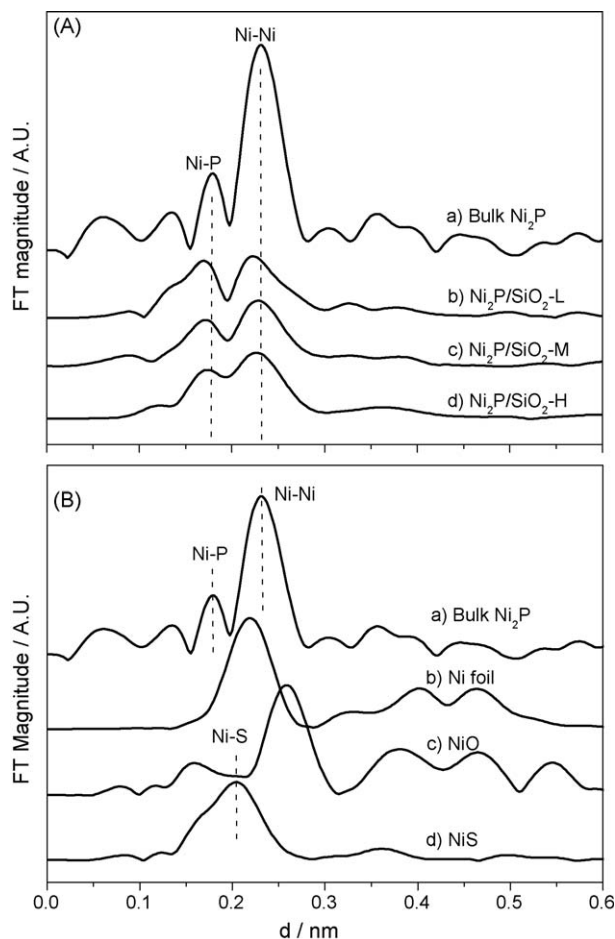 (A)
Ni-Ni
Ni-P
FT magnitude / A.U.
a) Bulk Ni₂P
b) Ni₂P/SiO₂-L
c) Ni₂P/SiO₂-M
d) Ni₂P/SiO₂-H
(B)
Ni-Ni
Ni-P
FT Magnitude / A.U.
a) Bulk Ni₂P
b) Ni foil
Ni-S
c) NiO
d) NiS
0.0 0.1 0.2 0.3 0.4 0.5 0.6
d / nm